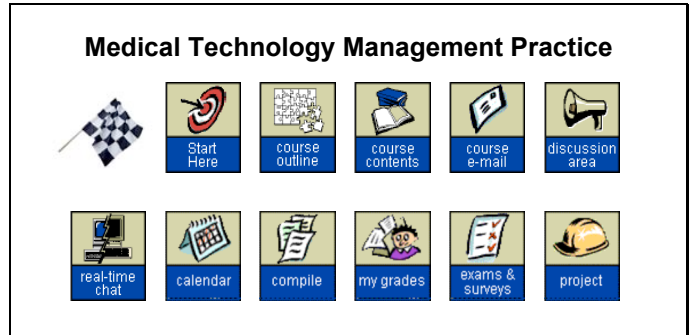 Medical Technology Management Practice
Start
Here
course
outline
course
contents
course
e-mail
discussion
area
real-time
chat
calendar
compile
my grades
exams &
surveys
project